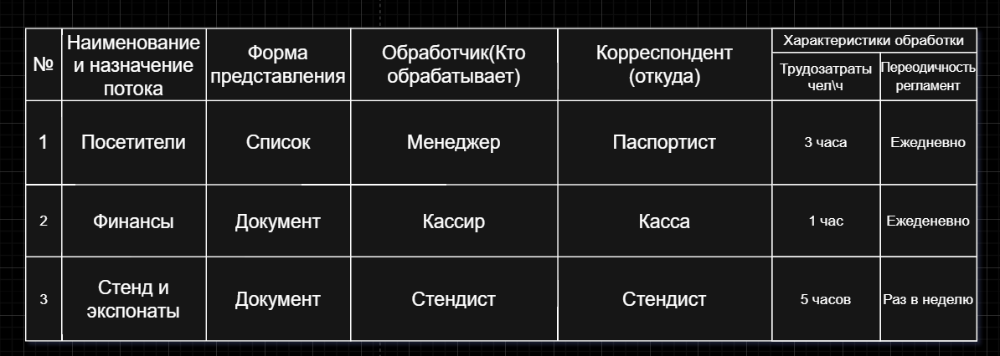 №
Наименование
и назначение
потока
Форма
представления
Обработчик(Кто
обрабатывает)
Корреспондент
(откуда)
Характеристики обработки
Трудозатраты
чел\ч
Переодичность
регламент
1
Посетители
Список
Менеджер
Паспортист
3 часа
Ежедневно
2
Финансы
Документ
Кассир
Касса
1 час
Ежеденевно
3
Стенд и
экспонаты
Документ
Стендист
Стендист
5 часов
Раз в неделю